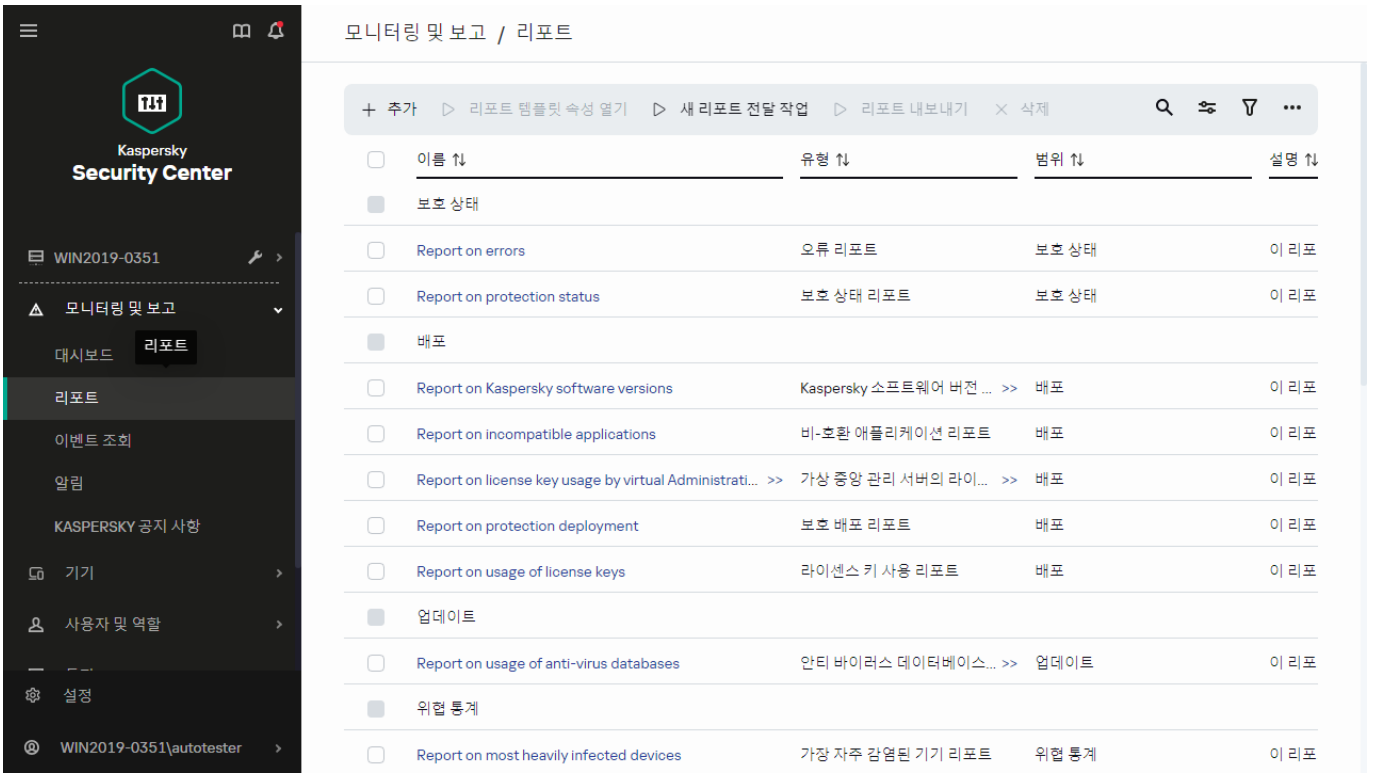 모니터링 및 보고 / 리포트
Kaspersky
Security Center
WIN2019-0351
모니터링 및 보고
대시보드
리포트
리포트
이벤트 조회
알림
KASPERSKY 공지 사항
기기
사용자 및 역할
설정
WIN2019-0351\autotester
+ 추가 리포트 템플릿 속성 열기 새 리포트 전달 작업 리포트 내보내기 삭제
이름 유형 범위 설명
보호 상태
Report on errors 오류 리포트 보호 상태 이 리포
Report on protection status 보호 상태 리포트 보호 상태 이 리포
배포
Report on Kaspersky software versions Kaspersky 소프트웨어 버전 ... >> 배포 이 리포
Report on incompatible applications 비-호환 애플리케이션 리포트 배포 이 리포
Report on license key usage by virtual Administrati... >> 가상 중앙 관리 서버의 라이... >> 배포 이 리포
Report on protection deployment 보호 배포 리포트 배포 이 리포
Report on usage of license keys 라이센스 키 사용 리포트 배포 이 리포
업데이트
Report on usage of anti-virus databases 안티 바이러스 데이터베이스... >> 업데이트 이 리포
위협 통계
Report on most heavily infected devices 가장 자주 감염된 기기 리포트 위협 통계 이 리포